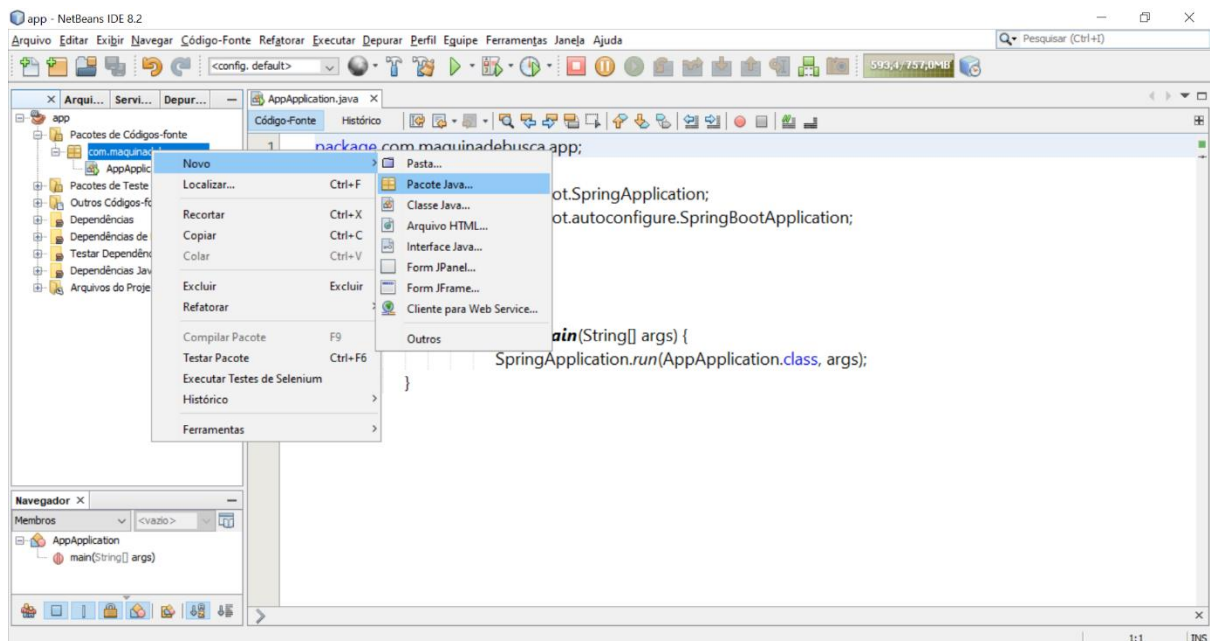 app - NetBeans IDE 8.2
Arquivo Editar Exibir Navegar Código-Fonte Refatorar Executar Depurar Perfil Equipe Ferramentas Janela Ajuda
Pesquisar (Ctrl+I)
<config. default>
593,4/757,0MB
Arqui... Servi... Depur...
AppApplication.java
app
Pacotes de Códigos-fonte
com.maquinad
AppApplic
Pacotes de Teste
Outros Códigos-fo
Dependências
Dependências de
Testar Dependênc
Dependências Jav
Arquivos do Proje
Código-Fonte Histórico
1 package com.maquinadebusca.app;
ot.SpringApplication;
ot.autoconfigure.SpringBootApplication;
ain(String[] args) {
SpringApplication.run(AppApplication.class, args);
}
Novo
Localizar... Ctrl+F
Recortar Ctrl+X
Copiar Ctrl+C
Colar Ctrl+V
Excluir Excluir
Refatorar
Compilar Pacote F9
Testar Pacote Ctrl+F6
Executar Testes de Selenium
Histórico
Ferramentas
Pasta...
Pacote Java...
Classe Java...
Arquivo HTML...
Interface Java...
Form JPanel...
Form JFrame...
Cliente para Web Service...
Outros
Navegador
Membros <vazio>
AppApplication
main(String[] args)
1:1 INS